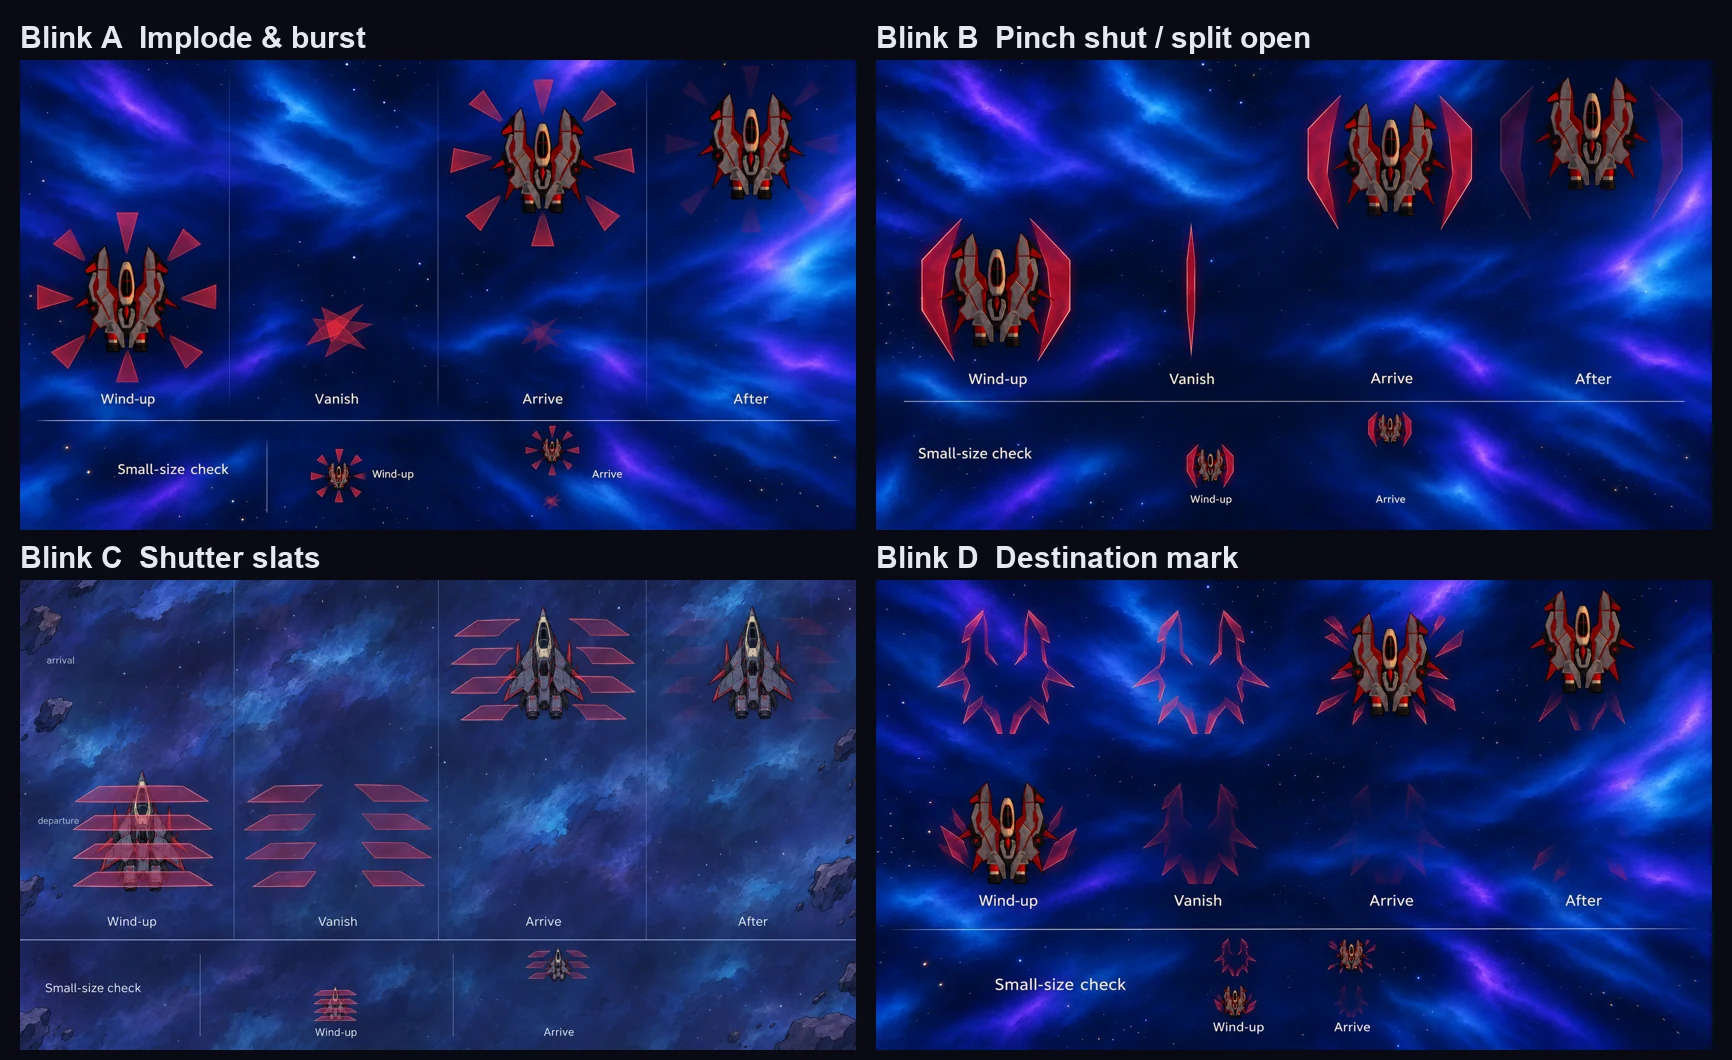 Blink A  Implode & burst
Wind-up
Vanish
Arrive
After
Small-size check
Wind-up
Arrive
Blink B  Pinch shut / split open
Wind-up
Vanish
Arrive
After
Small-size check
Wind-up
Arrive
Blink C  Shutter slats
arrival
departure
Wind-up
Vanish
Arrive
After
Small-size check
Wind-up
Arrive
Blink D  Destination mark
Wind-up
Vanish
Arrive
After
Small-size check
Wind-up
Arrive